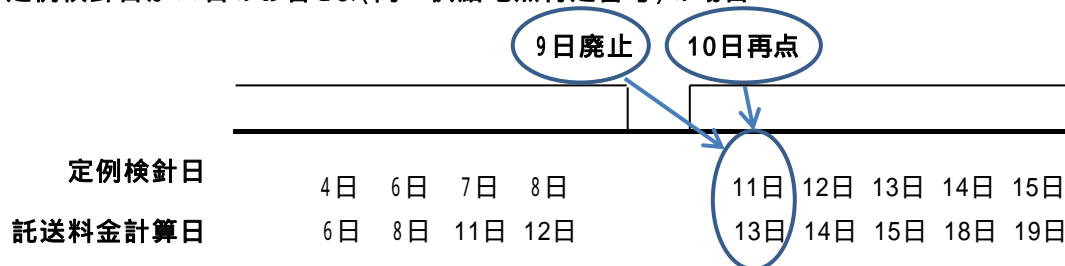 9日廃止 10日再点
定例検針日 4日 6日 7日 8日 11日 12日 13日 14日 15日
託送料金計算日 6日 8日 11日 12日 13日 14日 15日 18日 19日